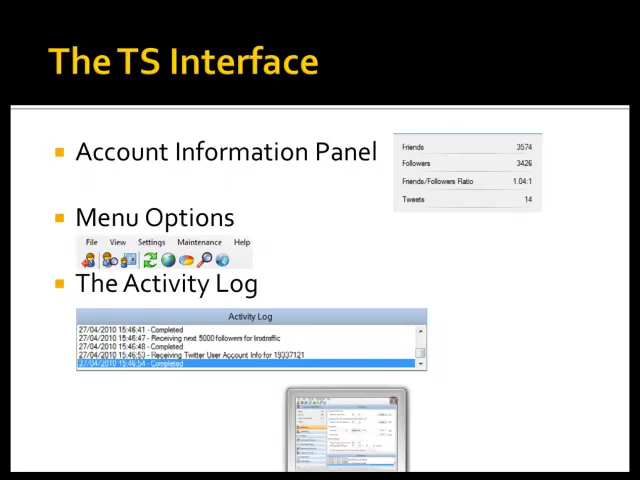 The TS Interface
Account Information Panel
Friends 3574
Followers 3426
Friends/Followers Ratio 1.04:1
Tweets 14
Menu Options
File View Settings Maintenance Help
The Activity Log
Activity Log
27/04/2010 15:46:41 - Completed
27/04/2010 15:46:47 - Receiving next 5000 followers for liroxtraffic
27/04/2010 15:46:48 - Completed
27/04/2010 15:46:53 - Receiving Twitter User Account Info for 19337121
27/04/2010 15:46:54 - Completed